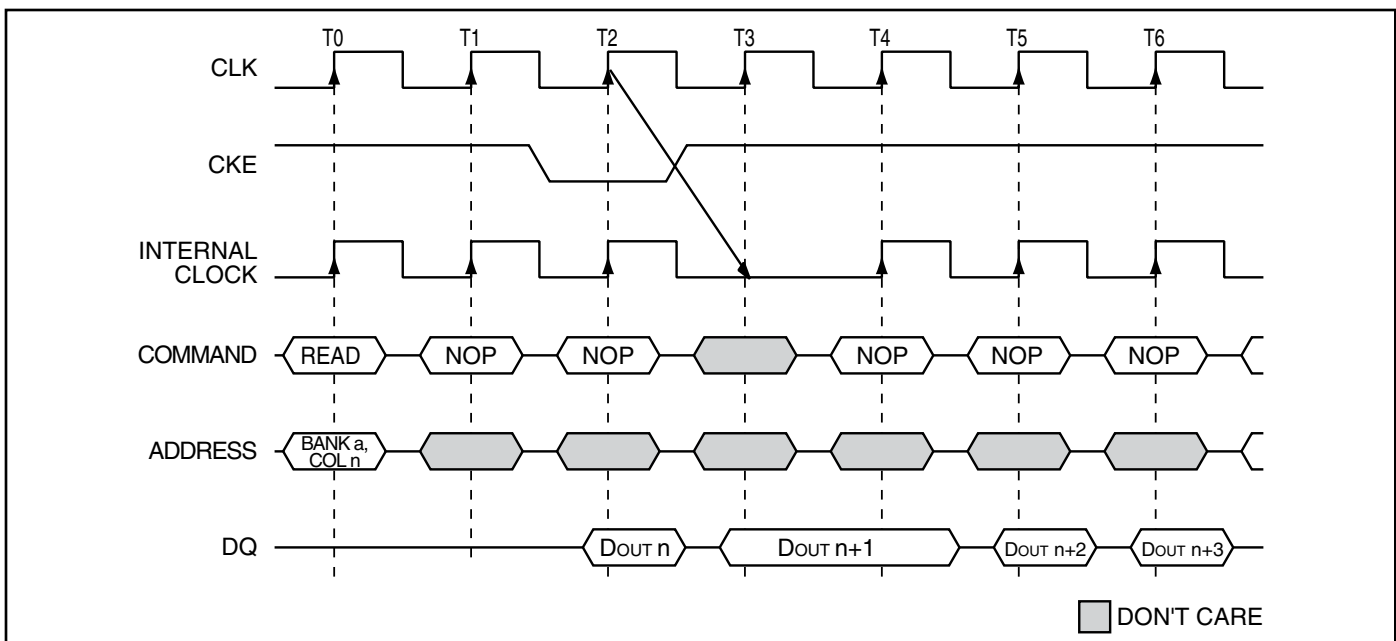 T0 T1 T2 T3 T4 T5 T6
CLK
CKE
INTERNAL
CLOCK
COMMAND READ NOP NOP NOP NOP NOP
ADDRESS BANK a,
COL n
DQ DOUT n DOUT n+1 DOUT n+2 DOUT n+3
DON'T CARE